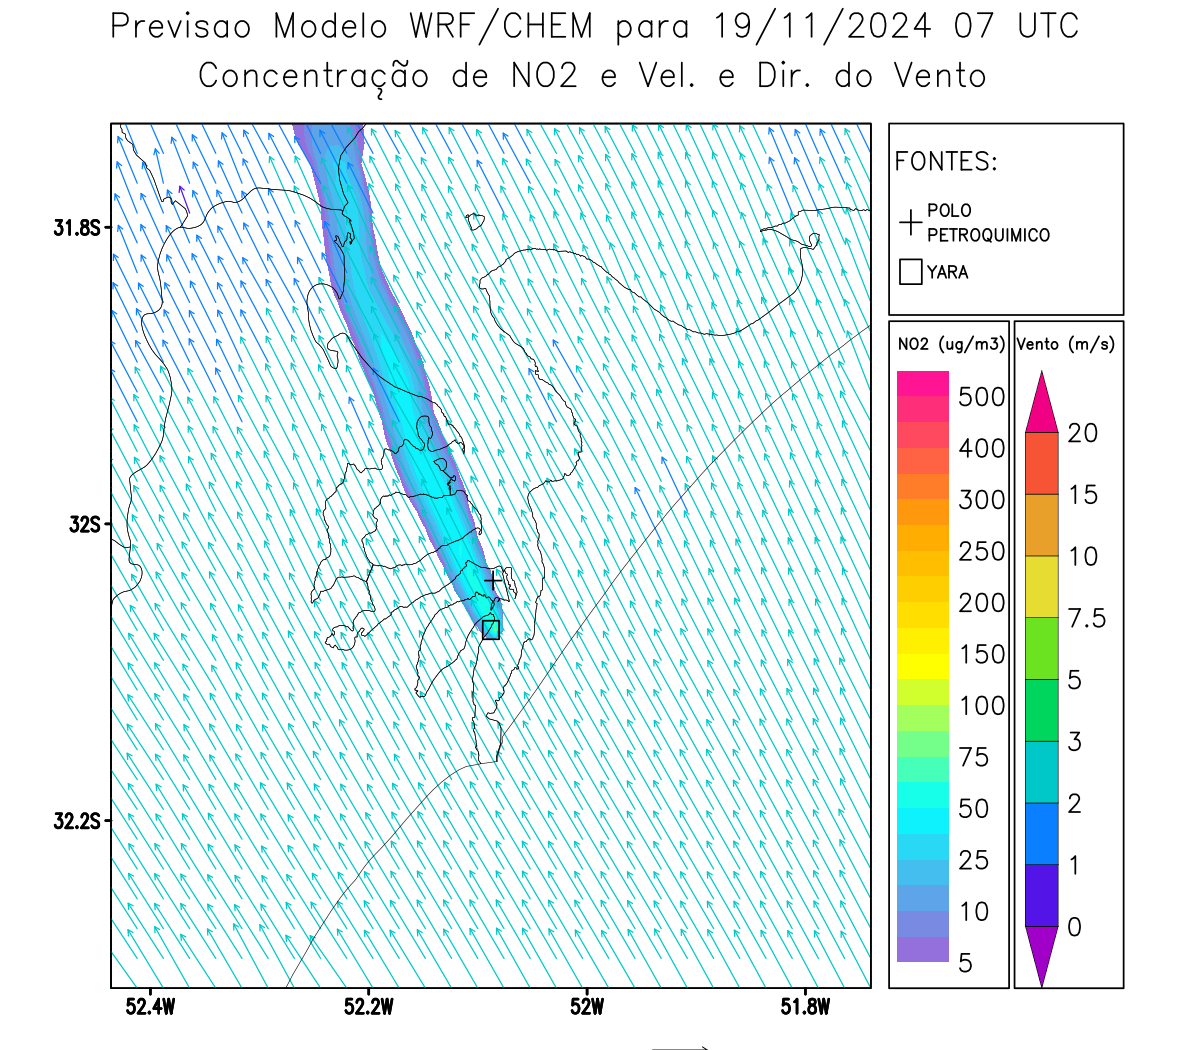 Previsao Modelo WRF/CHEM para 19/11/2024 07 UTC
Concentração de NO2 e Vel. e Dir. do Vento
FONTES:
POLO
PETROQUIMICO
YARA
31.8S
32S
32.2S
52.4W
52.2W
52W
51.8W
NO2 (ug/m3)
500
400
300
250
200
150
100
75
50
25
10
5
Vento (m/s)
20
15
10
7.5
5
3
2
1
0